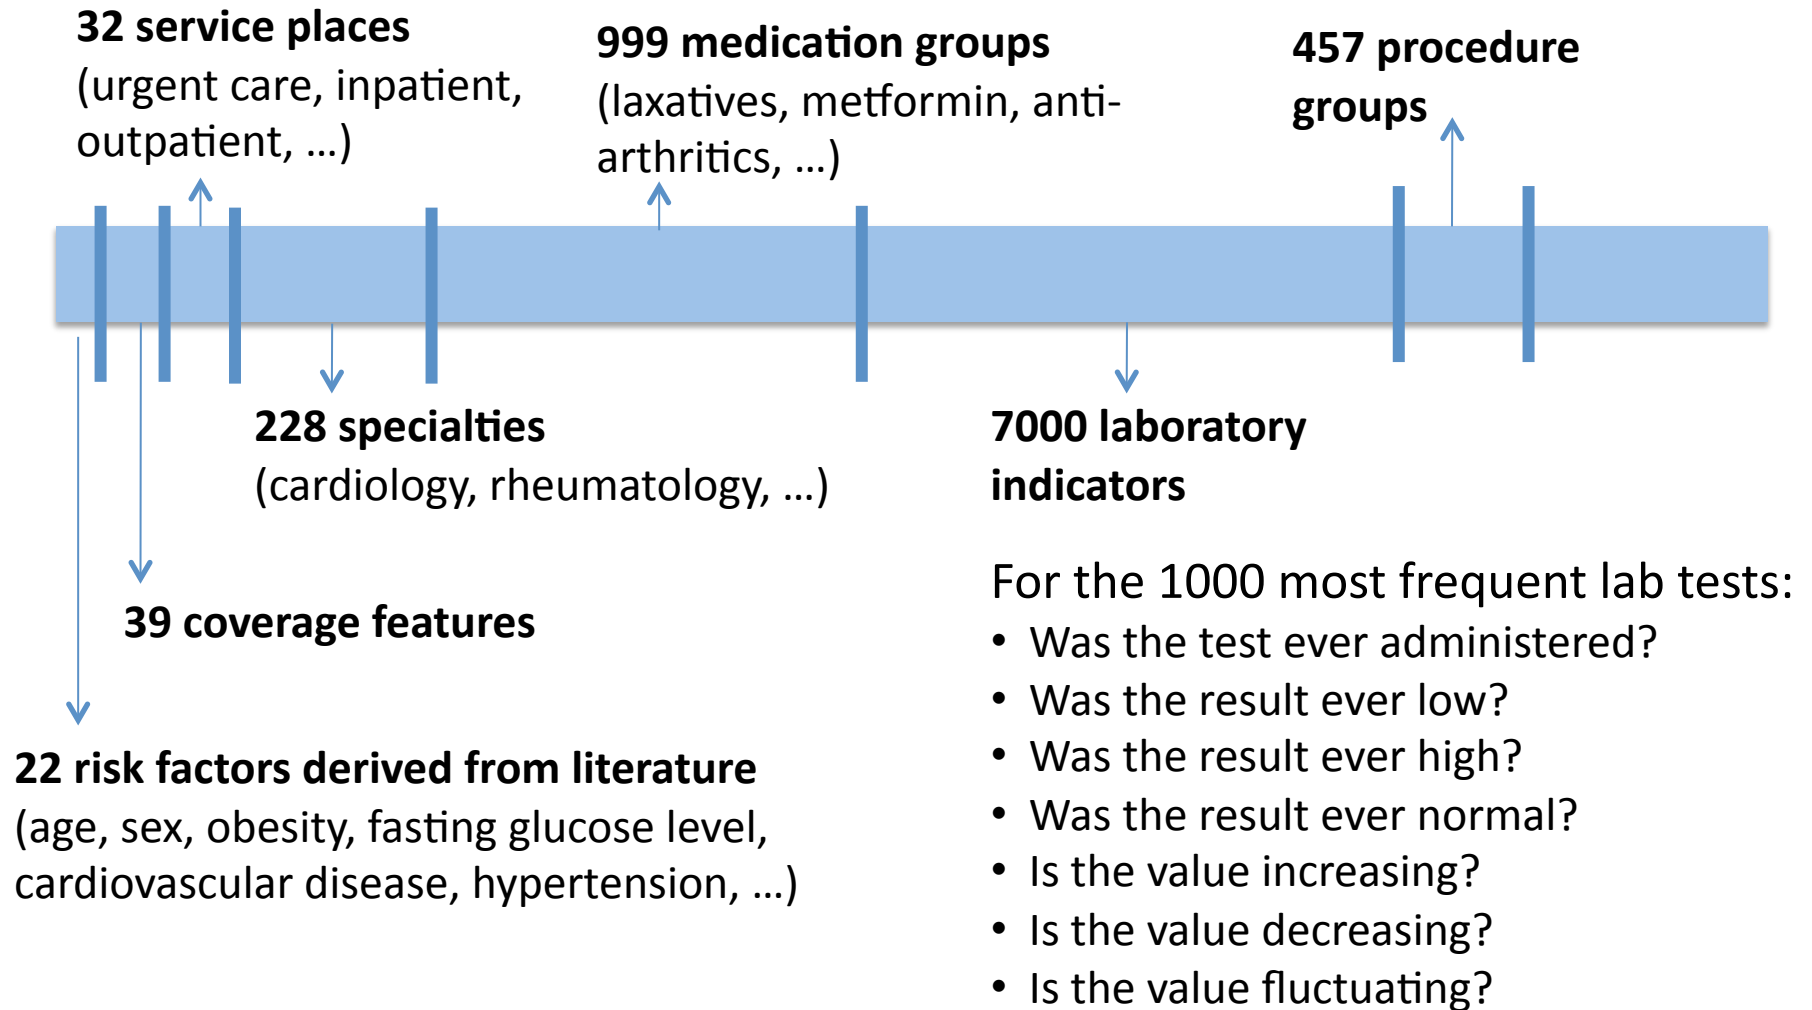 32 service places
(urgent care, inpatient,
outpatient, …)
999 medication groups
(laxatives, metformin, anti-
arthritics, …)
457 procedure
groups
228 specialties
(cardiology, rheumatology, …)
7000 laboratory
indicators
39 coverage features
22 risk factors derived from literature
(age, sex, obesity, fasting glucose level,
cardiovascular disease, hypertension, …)
For the 1000 most frequent lab tests:
• Was the test ever administered?
• Was the result ever low?
• Was the result ever high?
• Was the result ever normal?
• Is the value increasing?
• Is the value decreasing?
• Is the value fluctuating?